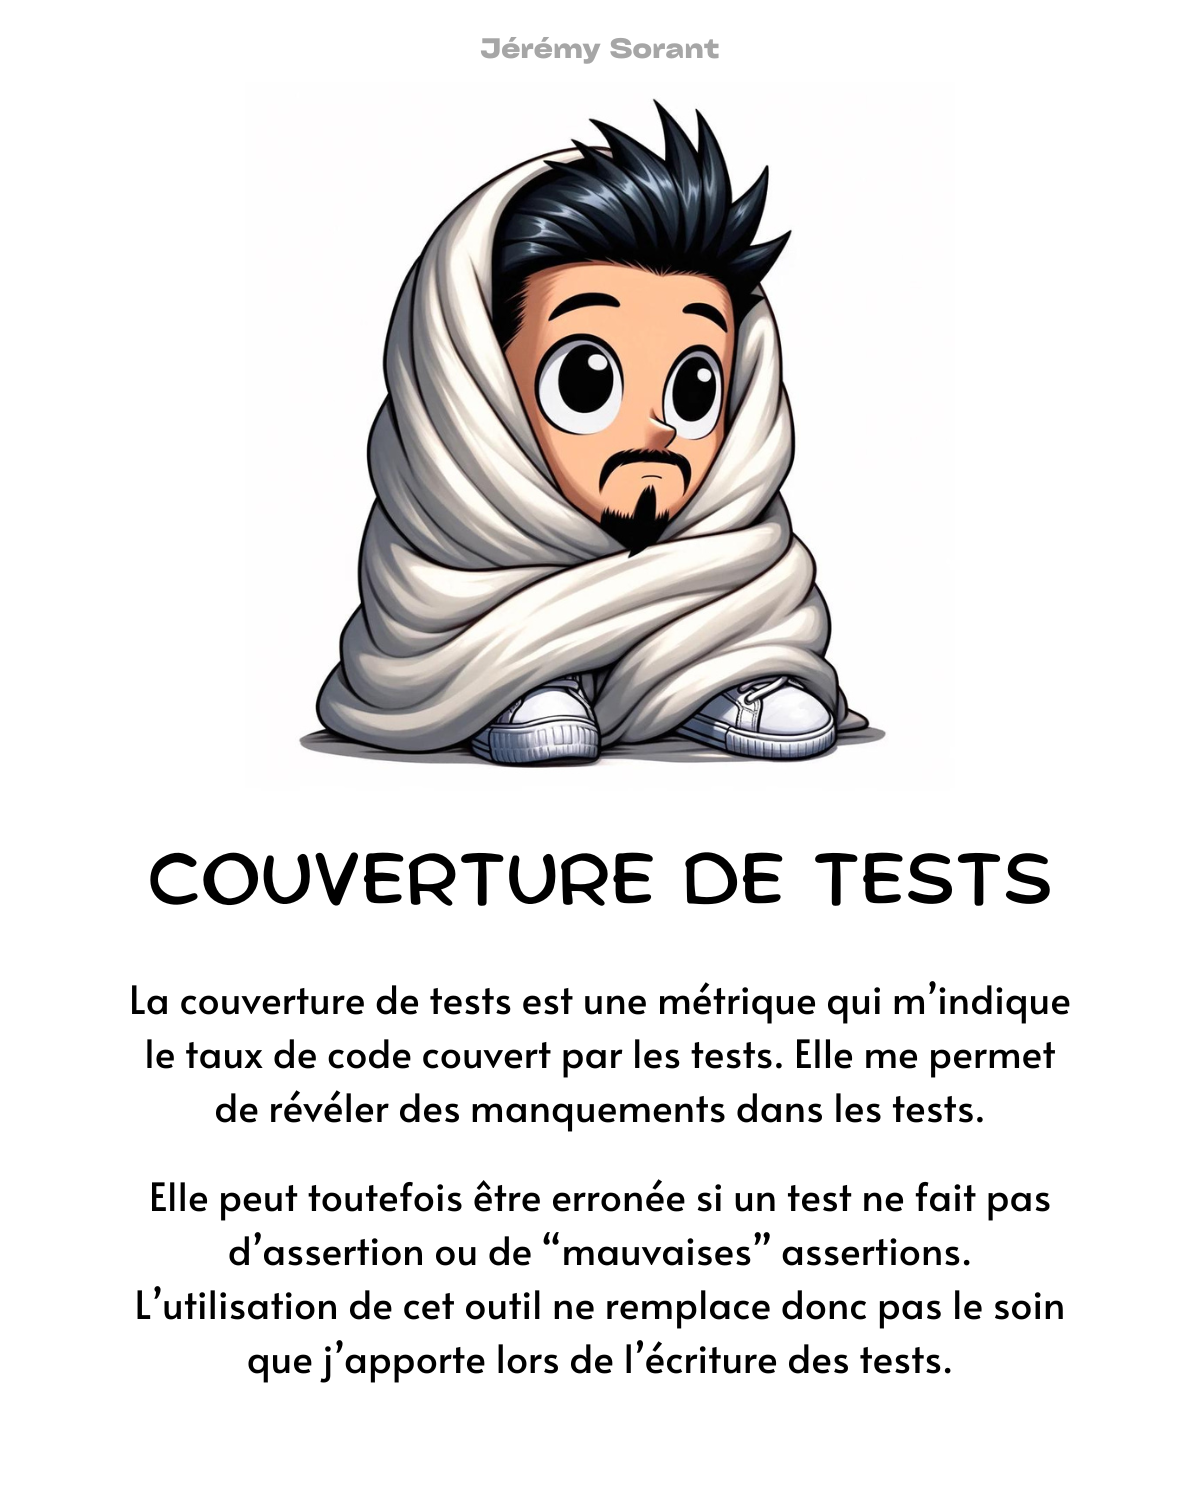 Jérémy Sorant
COUVERTURE DE TESTS
La couverture de tests est une métrique qui m’indique
le taux de code couvert par les tests. Elle me permet
de révéler des manquements dans les tests.
Elle peut toutefois être erronée si un test ne fait pas
d’assertion ou de “mauvaises” assertions.
L’utilisation de cet outil ne remplace donc pas le soin
que j’apporte lors de l’écriture des tests.